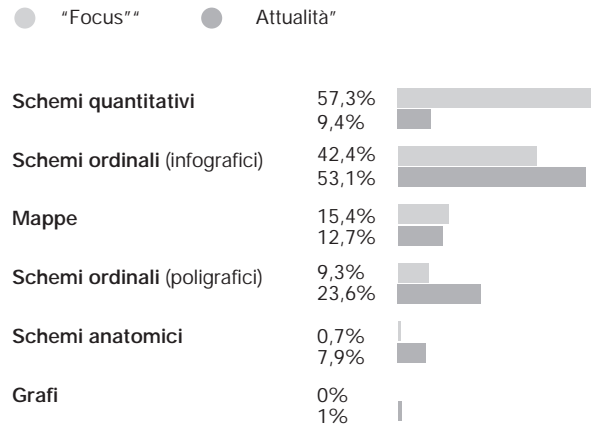 "Focus"" Attualità"
Schemi quantitativi 57,3%
9,4%
Schemi ordinali (infografici) 42,4%
53,1%
Mappe 15,4%
12,7%
Schemi ordinali (poligrafici) 9,3%
23,6%
Schemi anatomici 0,7%
7,9%
Grafi 0%
1%